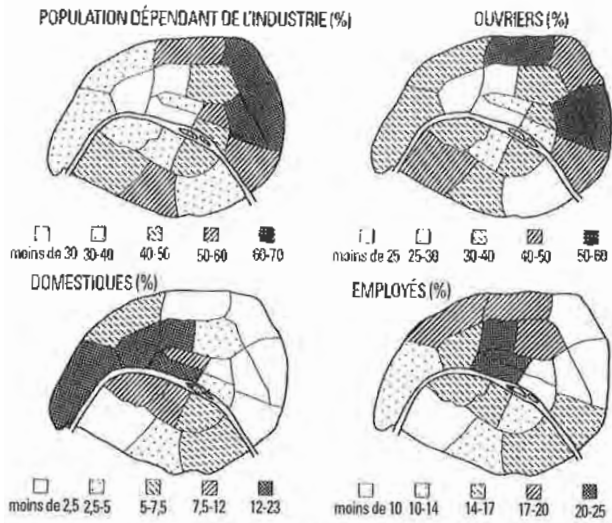 POPULATION DÉPENDANT DE L'INDUSTRIE (%)
moins de 30 30-40 40-50 50-60 60-70
OUVRIERS (%)
moins de 25 25-30 30-40 40-50 50-60
DOMESTIQUES (%)
moins de 2,5 2,5-5 5-7,5 7,5-12 12-23
EMPLOYÉS (%)
moins de 10 10-14 14-17 17-20 20-25